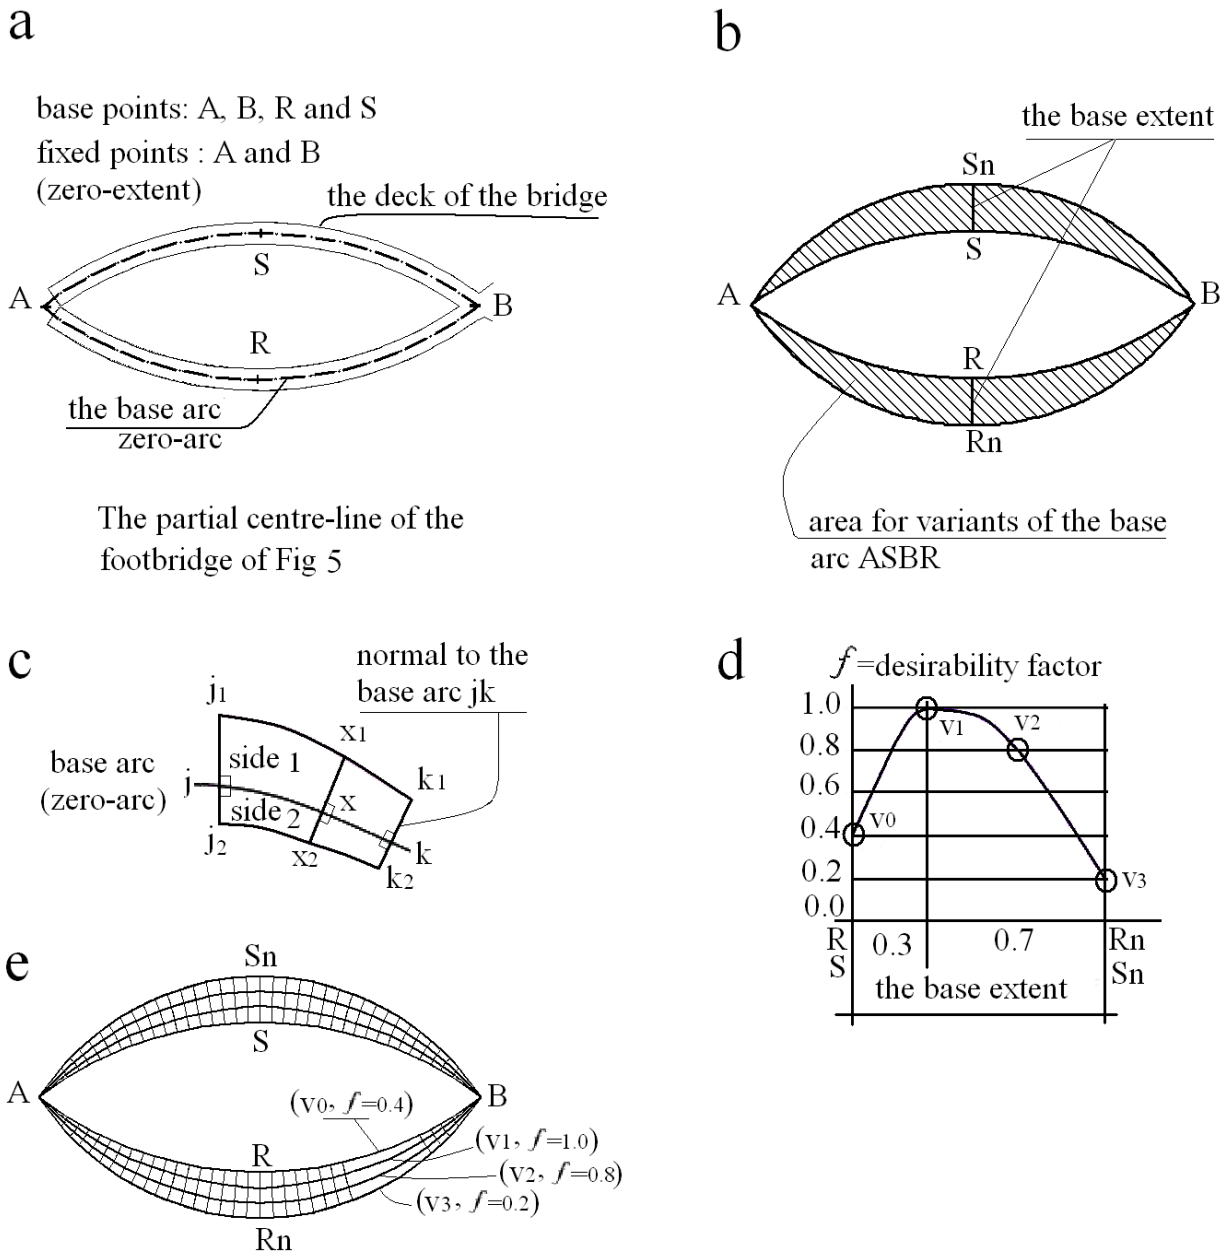 a
base points: A, B, R and S
fixed points : A and B
(zero-extent)
the deck of the bridge
S
A
B
R
the base arc
zero-arc
The partial centre-line of the
footbridge of Fig 5
b
the base extent
Sn
S
A
B
R
Rn
area for variants of the base
arc ASBR
c
normal to the
base arc jk
j1
x1
side 1
base arc
(zero-arc)
j
k1
x
side 2
j2
x2
k
k2
d
f=desirability factor
1.0
v1
v2
0.8
0.6
0.4
v0
0.2
v3
0.0
R
0.3
0.7
Rn
S
Sn
the base extent
e
Sn
S
A
B
(v0, f=0.4)
R
(v1, f=1.0)
(v2, f=0.8)
(v3, f=0.2)
Rn